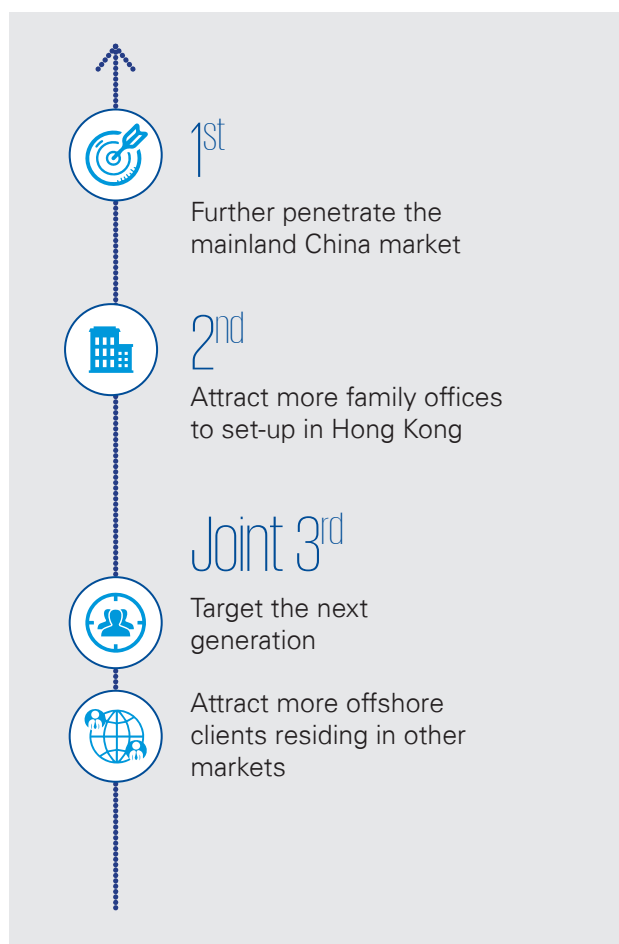 1st
Further penetrate the
mainland China market
2nd
Attract more family offices
to set-up in Hong Kong
Joint 3rd
Target the next
generation
Attract more offshore
clients residing in other
markets